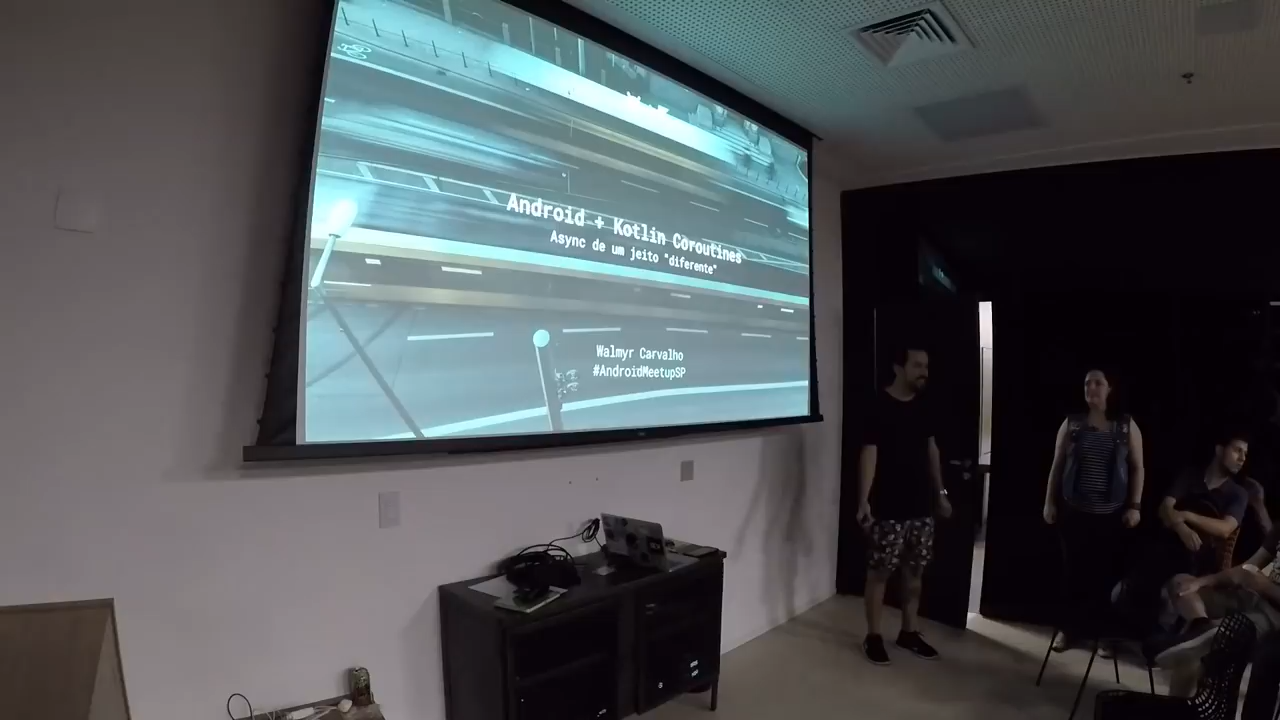 Android + Kotlin Coroutines
Async de um jeito "diferente"
Walmyr Carvalho
#AndroidMeetupSP